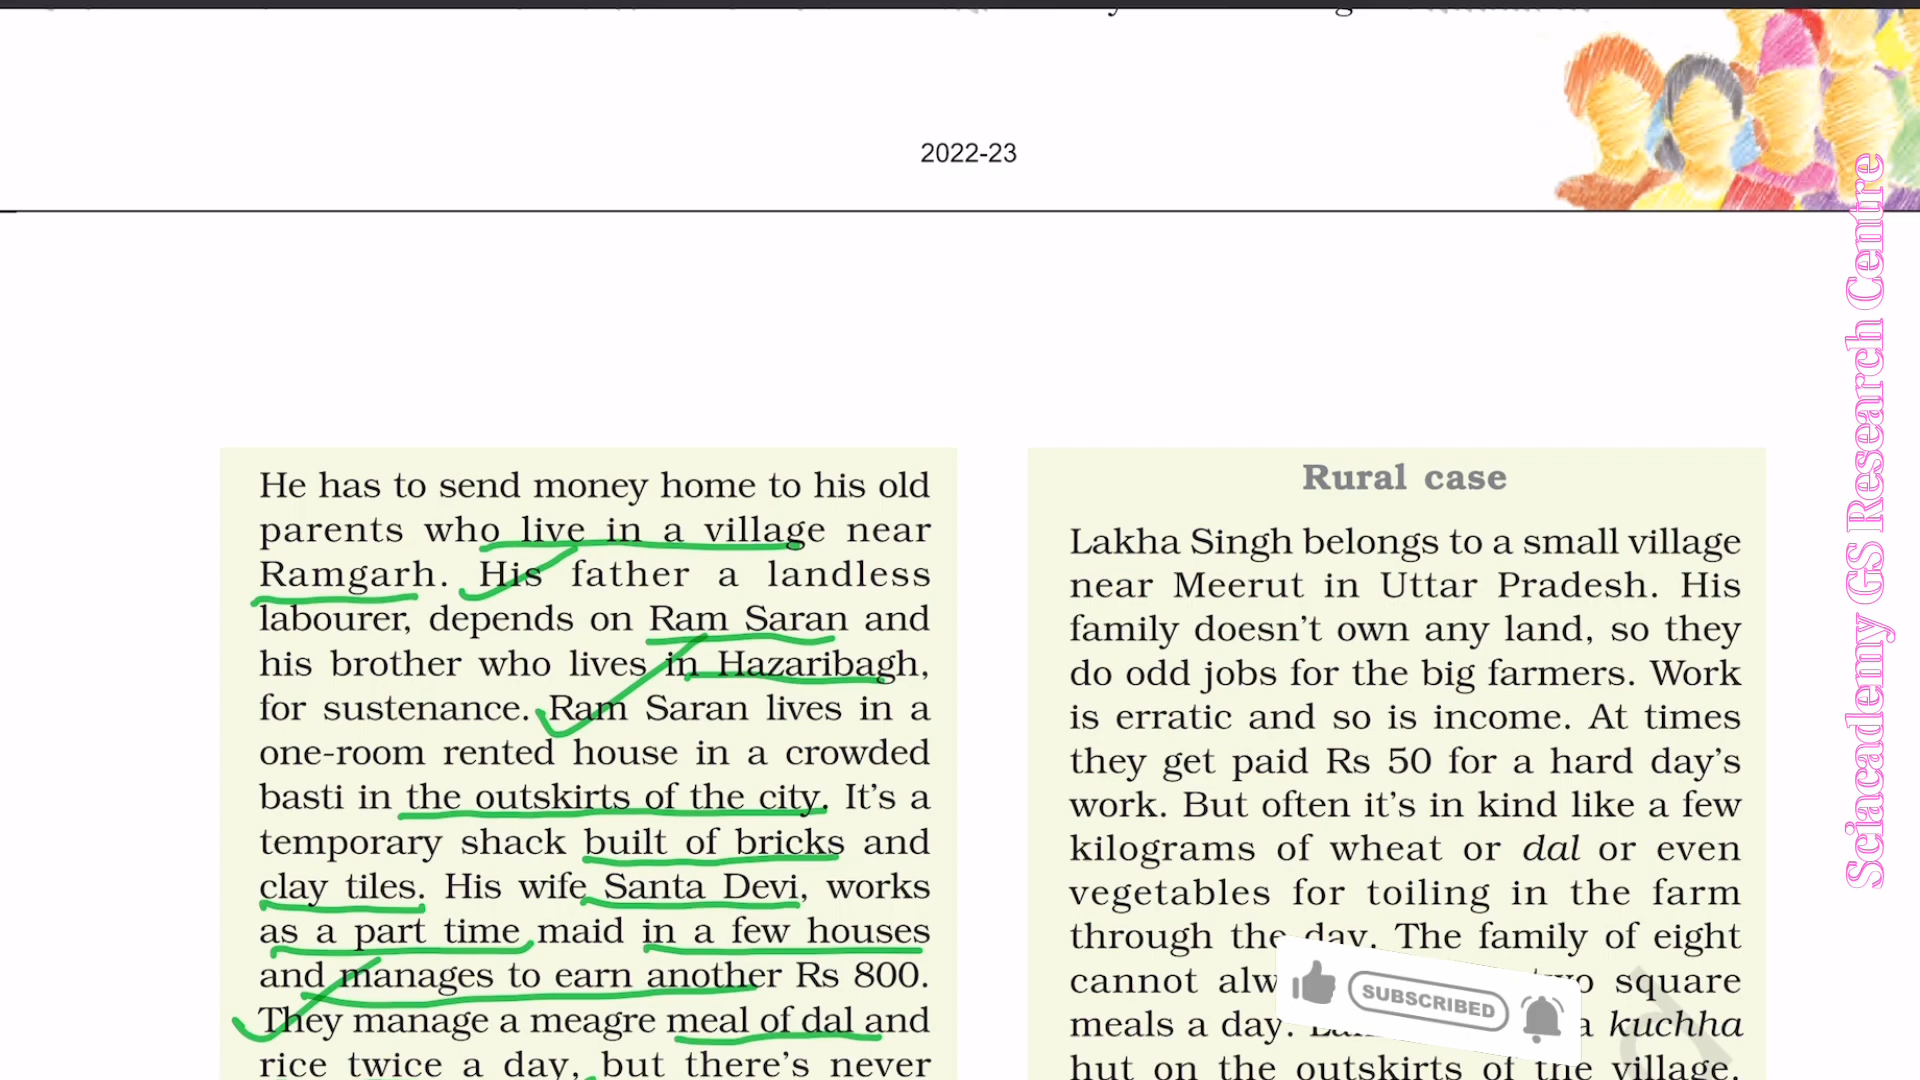 2022-23
He has to send money home to his old
parents who live in a village near
Ramgarh. His father a landless
labourer, depends on Ram Saran and
his brother who lives in Hazaribagh,
for sustenance. Ram Saran lives in a
one-room rented house in a crowded
basti in the outskirts of the city. It's a
temporary shack built of bricks and
clay tiles. His wife Santa Devi, works
as a part time maid in a few houses
and manages to earn another Rs 800.
They manage a meagre meal of dal and
rice twice a day, but there's never
Rural case
Lakha Singh belongs to a small village
near Meerut in Uttar Pradesh. His
family doesn't own any land, so they
do odd jobs for the big farmers. Work
is erratic and so is income. At times
they get paid Rs 50 for a hard day's
work. But often it's in kind like a few
kilograms of wheat or dal or even
vegetables for toiling in the farm
through the day. The family of eight
cannot square
meals a day. a kuchha
hut on the outskirts of the village.
SUBSCRIBED
Sciacademy GS Research Centre